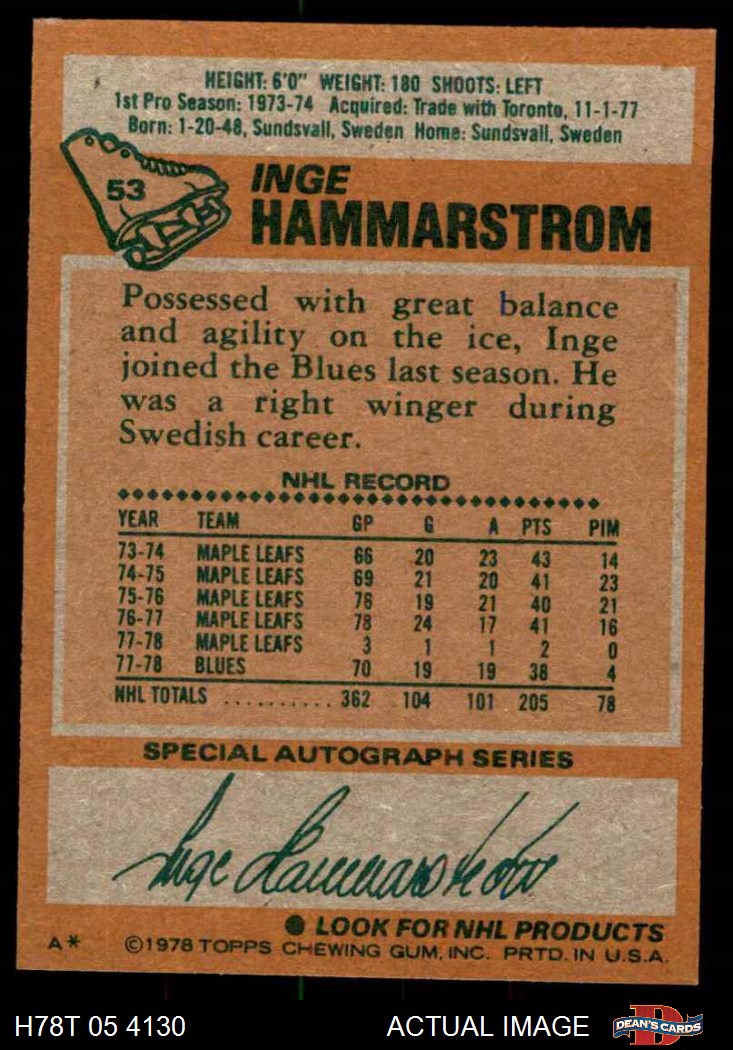 HEIGHT: 6'0" WEIGHT: 180 SHOOTS: LEFT
1st Pro Season: 1973-74 Acquired: Trade with Toronto, 11-1-77
Born: 1-20-48, Sundsvall, Sweden Home: Sundsvall, Sweden
53
INGE
HAMMARSTROM
Possessed with great balance
and agility on the ice, Inge
joined the Blues last season. He
was a right winger during
Swedish career.
NHL RECORD
YEAR TEAM GP G A PTS PIM
73-74 MAPLE LEAFS 66 20 23 43 14
74-75 MAPLE LEAFS 69 21 20 41 23
75-76 MAPLE LEAFS 76 19 21 40 21
76-77 MAPLE LEAFS 78 24 17 41 16
77-78 MAPLE LEAFS 3 1 1 2 0
77-78 BLUES 70 19 19 38 4
NHL TOTALS .......... 362 104 101 205 78
SPECIAL AUTOGRAPH SERIES
Inge Hammarström
● LOOK FOR NHL PRODUCTS
A* ©1978 TOPPS CHEWING GUM, INC. PRTD. IN U.S.A.
H78T 05 4130 ACTUAL IMAGE DEAN'S CARDS